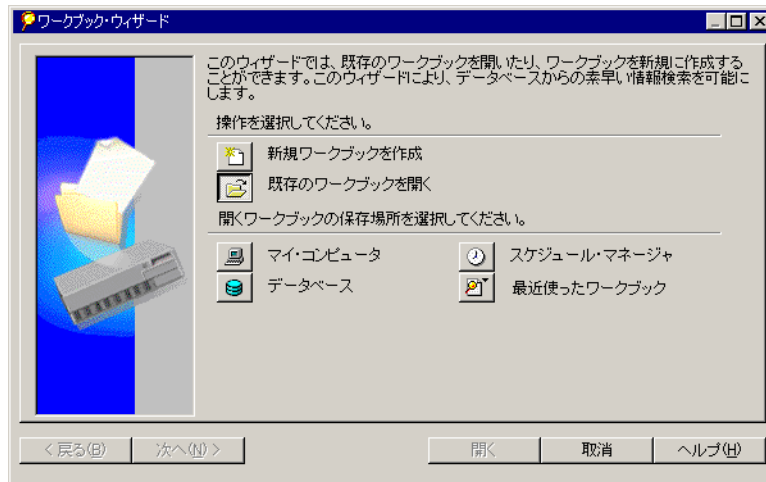 ワークブック・ウィザード
このウィザードでは、既存のワークブックを開いたり、ワークブックを新規に作成する
ことができます。このウィザードにより、データベースからの素早い情報検索を可能に
します。
操作を選択してください。
新規ワークブックを作成
既存のワークブックを開く
開くワークブックの保存場所を選択してください。
マイ・コンピュータ
スケジュール・マネージャ
データベース
最近使ったワークブック
< 戻る(B)
次へ(N) >
開く
取消
ヘルプ(H)